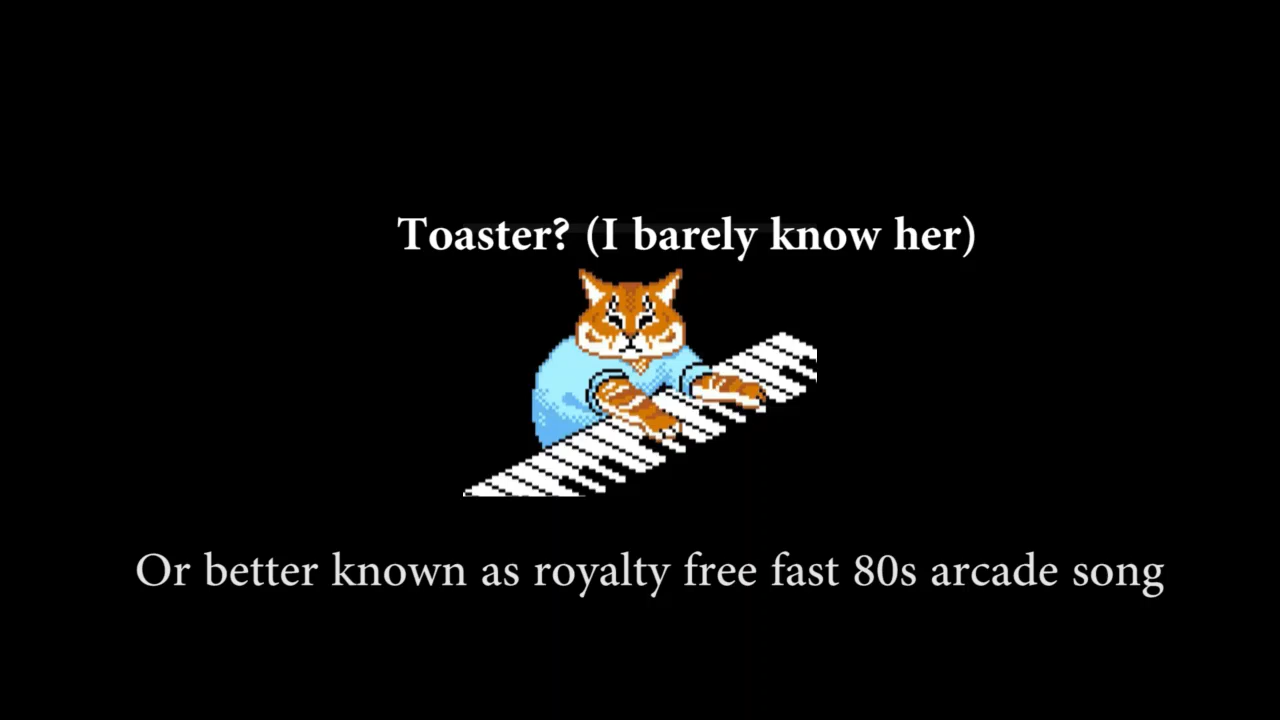 Toaster? (I barely know her)
Or better known as royalty free fast 80s arcade song